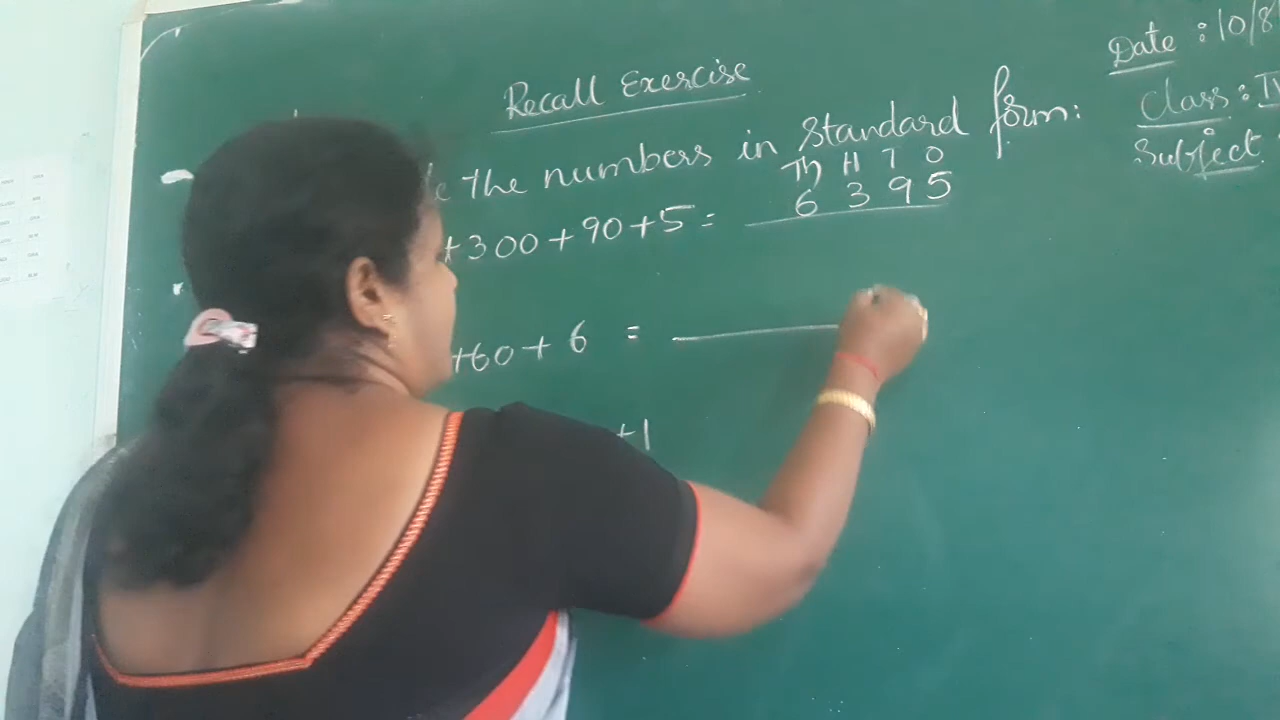 Date : 10/8
Recall Exercise
Class : IV
Subject :
the numbers in Standard form:
Th H T O
+300+90+5= 6 3 9 5
+60+ 6 =
+1